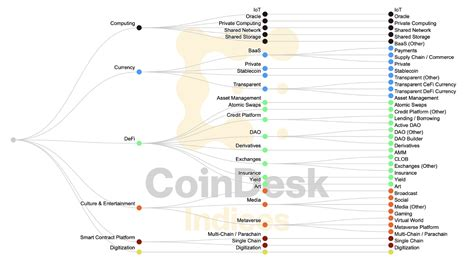 Computing
Currency
DeFi
Culture & Entertainment
Smart Contract Platform
Digitization
IoT
Oracle
Private Computing
Shared Network
Shared Storage
BaaS
Private
Stablecoin
Transparent
Asset Management
Atomic Swaps
Credit Platform
DAO
Derivatives
Exchanges
Insurance
Yield
Art
Media
Metaverse
Multi-Chain / Parachain
Single Chain
Digitization
IoT
Oracle
Private Computing
Shared Network
Shared Storage
BaaS (Other)
Payments
Supply Chain / Commerce
Private
Stablecoin
Transparent (Other)
Transparent DeFi Currency
Asset Management
Atomic Swaps
Credit Platform (Other)
Lending / Borrowing
Active DAO
DAO (Other)
DAO Builder
Derivatives
AMM
CLOB
Exchanges (Other)
Insurance
Yield
Art
Broadcast
Social
Media (Other)
Gaming
Virtual World
Metaverse Platform
Multi-Chain / Parachain
Single Chain
Digitization
CoinDesk
Indices